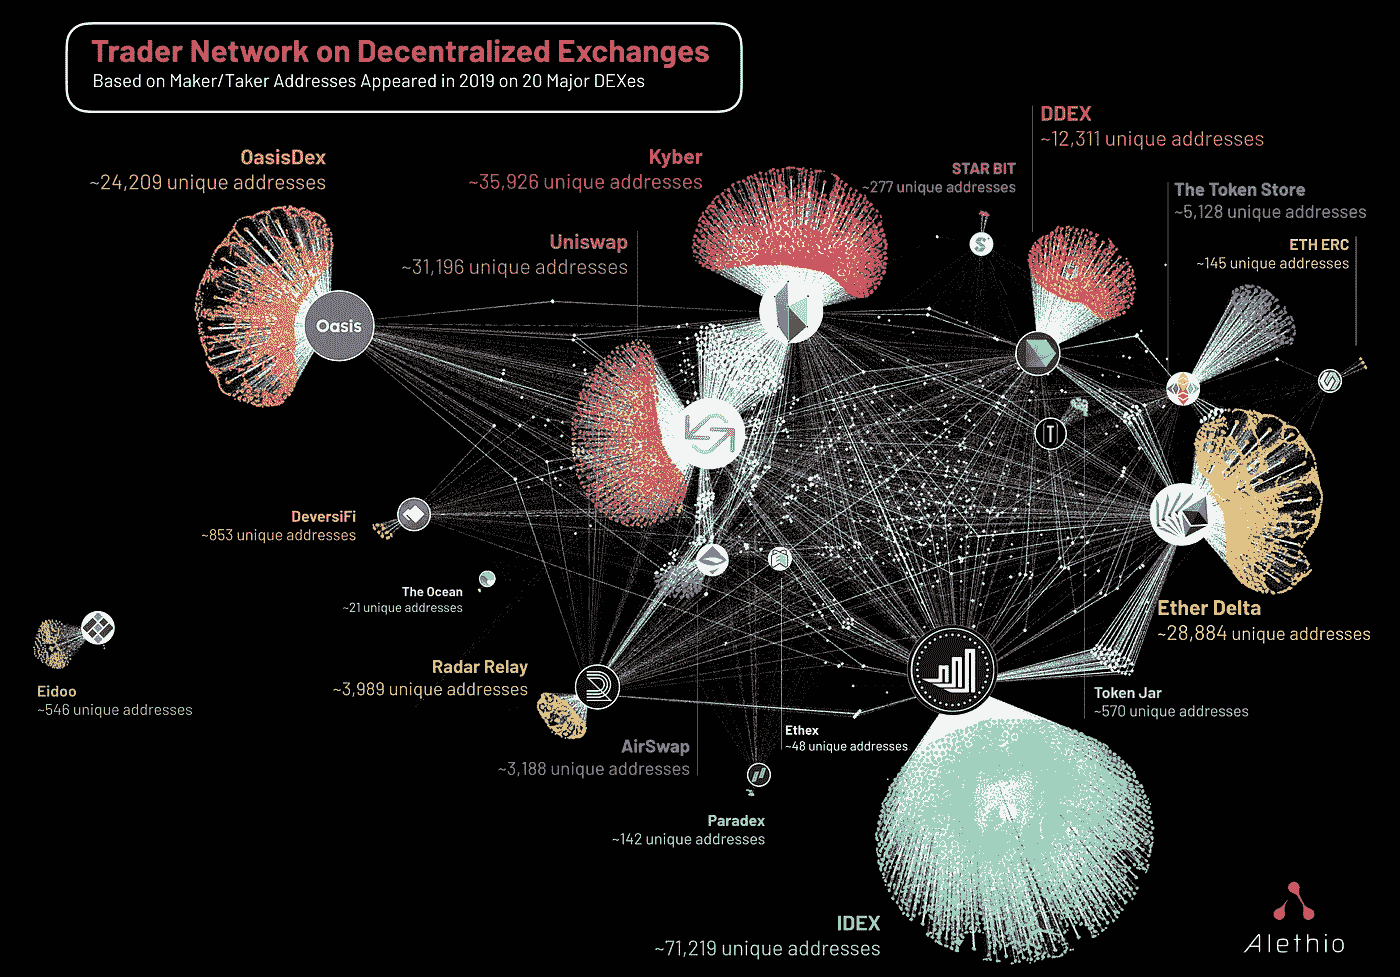 Trader Network on Decentralized Exchanges
Based on Maker/Taker Addresses Appeared in 2019 on 20 Major DEXes
DDEX
~12,311 unique addresses
OasisDex
~24,209 unique addresses
Kyber
~35,926 unique addresses
STAR BIT
~277 unique addresses
The Token Store
~5,128 unique addresses
Uniswap
~31,196 unique addresses
ETH ERC
~145 unique addresses
Oasis
DeversiFi
~853 unique addresses
The Ocean
~21 unique addresses
Ether Delta
~28,884 unique addresses
Radar Relay
~3,989 unique addresses
Eidoo
~546 unique addresses
Token Jar
~570 unique addresses
Ethex
~48 unique addresses
AirSwap
~3,188 unique addresses
Paradex
~142 unique addresses
IDEX
~71,219 unique addresses
Alethio